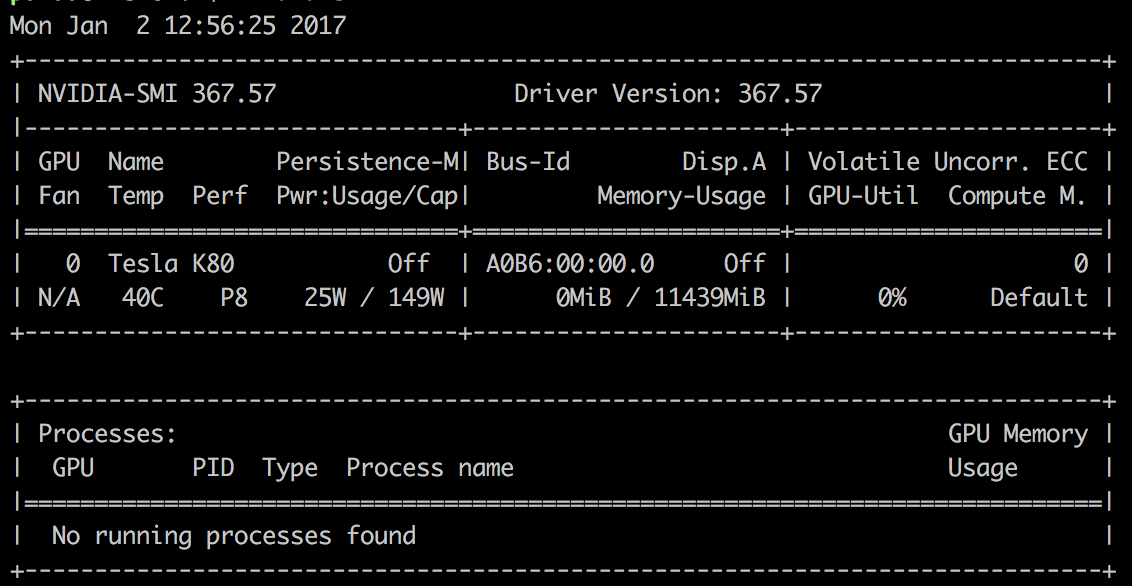 Mon Jan  2 12:56:25 2017
+-----------------------------------------------------------------------------+
| NVIDIA-SMI 367.57                 Driver Version: 367.57                    |
|-------------------------------+----------------------+----------------------+
| GPU  Name        Persistence-M| Bus-Id        Disp.A | Volatile Uncorr. ECC |
| Fan  Temp  Perf  Pwr:Usage/Cap|         Memory-Usage | GPU-Util  Compute M. |
|===============================+======================+======================|
|   0  Tesla K80           Off  | A0B6:00:00.0     Off |                    0 |
| N/A   40C    P8    25W / 149W |      0MiB / 11439MiB |      0%      Default |
+-------------------------------+----------------------+----------------------+

+-----------------------------------------------------------------------------+
| Processes:                                                       GPU Memory |
|  GPU       PID  Type  Process name                               Usage      |
|=============================================================================|
|  No running processes found                                                 |
+-----------------------------------------------------------------------------+